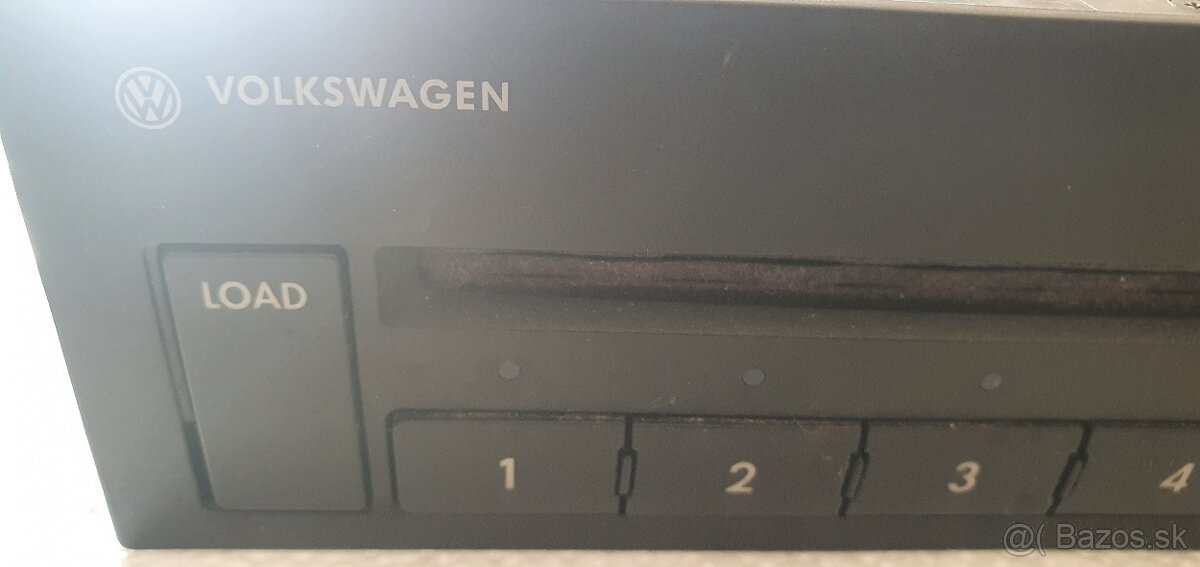 VOLKSWAGEN
LOAD
1 2 3 4
@( Bazos.sk